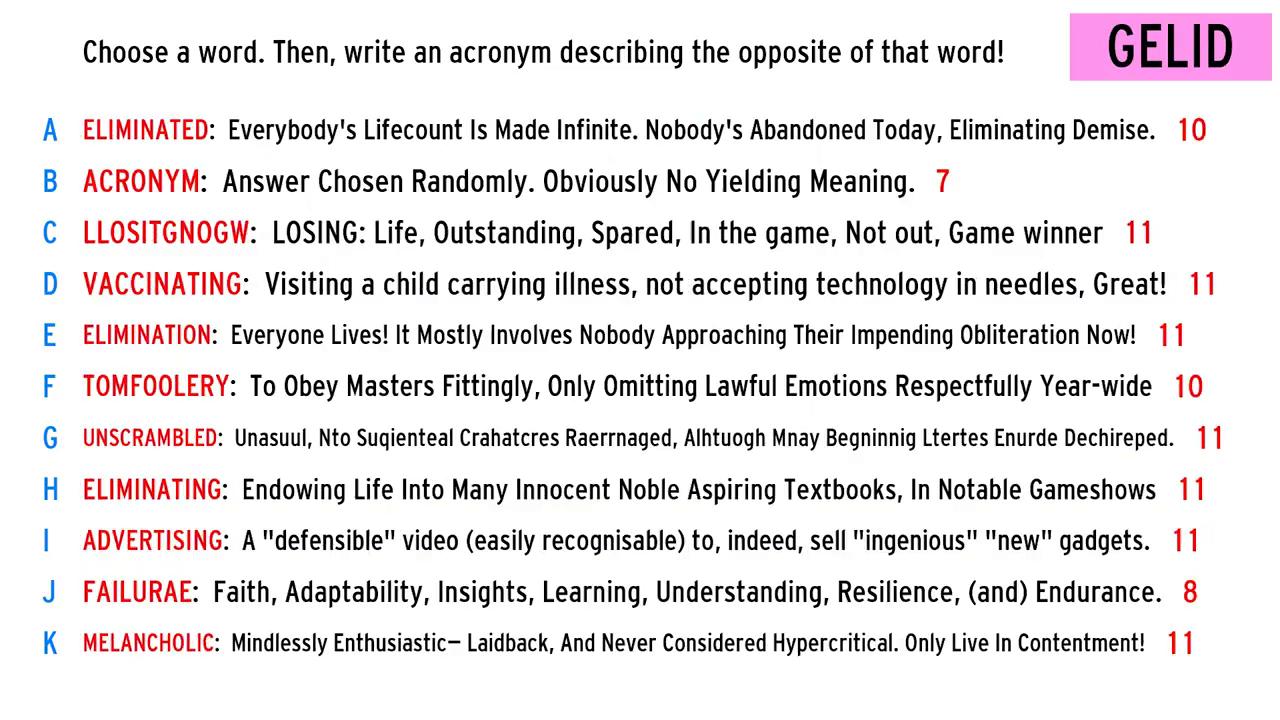 Choose a word. Then, write an acronym describing the opposite of that word!
GELID
A ELIMINATED: Everybody's Lifecount Is Made Infinite. Nobody's Abandoned Today, Eliminating Demise. 10
B ACRONYM: Answer Chosen Randomly. Obviously No Yielding Meaning. 7
C LLOSITGNOGW: LOSING: Life, Outstanding, Spared, In the game, Not out, Game winner 11
D VACCINATING: Visiting a child carrying illness, not accepting technology in needles, Great! 11
E ELIMINATION: Everyone Lives! It Mostly Involves Nobody Approaching Their Impending Obliteration Now! 11
F TOMFOOLERY: To Obey Masters Fittingly, Only Omitting Lawful Emotions Respectfully Year-wide 10
G UNSCRAMBLED: Unasuul, Nto Suqienteal Crahatcres Raerrnaged, Alhtuogh Mnay Begninnig Ltertes Enurde Dechireped. 11
H ELIMINATING: Endowing Life Into Many Innocent Noble Aspiring Textbooks, In Notable Gameshows 11
I ADVERTISING: A "defensible" video (easily recognisable) to, indeed, sell "ingenious" "new" gadgets. 11
J FAILURAE: Faith, Adaptability, Insights, Learning, Understanding, Resilience, (and) Endurance. 8
K MELANCHOLIC: Mindlessly Enthusiastic— Laidback, And Never Considered Hypercritical. Only Live In Contentment! 11